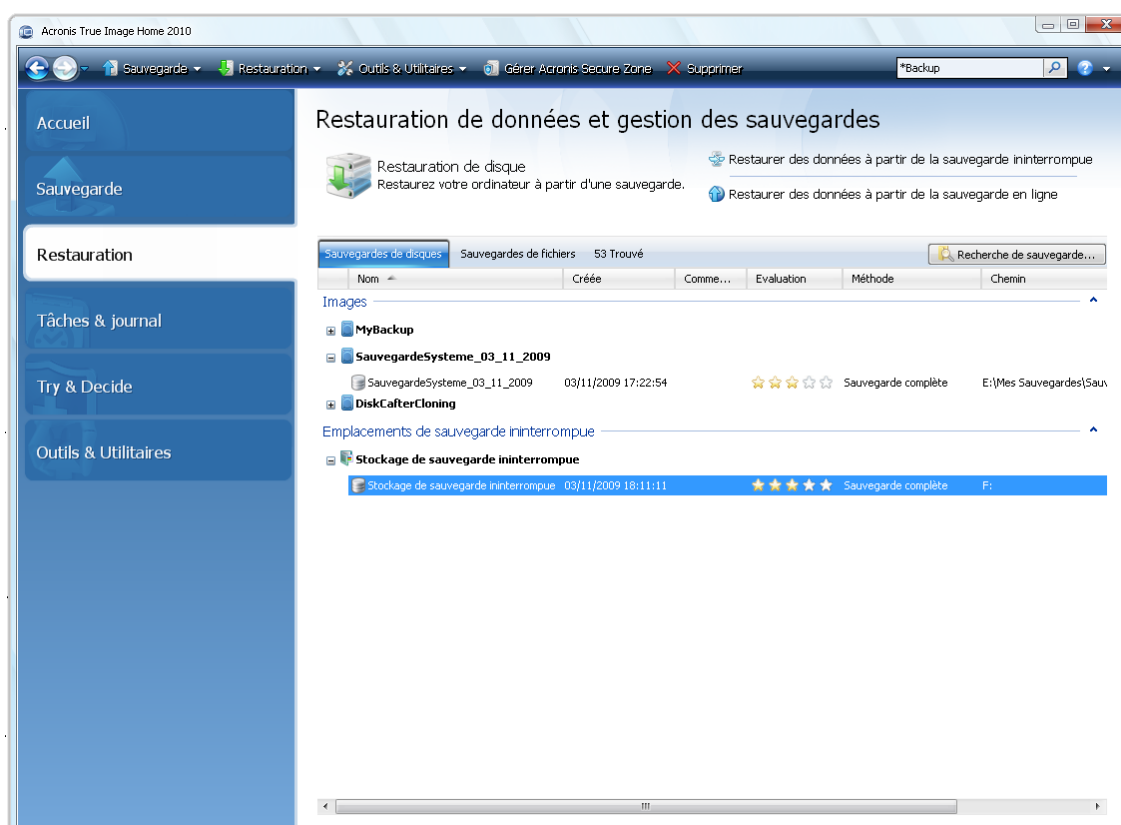 Acronis True Image Home 2010
Sauvegarde Restauration Outils & Utilitaires Gérer Acronis Secure Zone Supprimer *Backup
Accueil
Sauvegarde
Restauration
Tâches & journal
Try & Decide
Outils & Utilitaires
Restauration de données et gestion des sauvegardes
Restauration de disque
Restaurez votre ordinateur à partir d'une sauvegarde.
Restaurer des données à partir de la sauvegarde ininterrompue
Restaurer des données à partir de la sauvegarde en ligne
Sauvegardes de disques Sauvegardes de fichiers 53 Trouvé Recherche de sauvegarde...
Nom Créée Comme... Evaluation Méthode Chemin
Images
MyBackup
SauvegardeSysteme_03_11_2009
SauvegardeSysteme_03_11_2009 03/11/2009 17:22:54 Sauvegarde complète E:\Mes Sauvegardes\Sauv
DiskCafterCloning
Emplacements de sauvegarde ininterrompue
Stockage de sauvegarde ininterrompue
Stockage de sauvegarde ininterrompue 03/11/2009 18:11:11 Sauvegarde complète F: